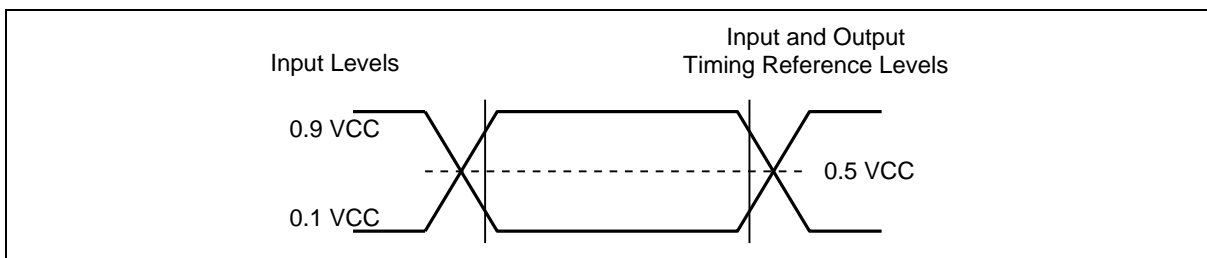 Input Levels
Input and Output
Timing Reference Levels
0.9 VCC
0.5 VCC
0.1 VCC